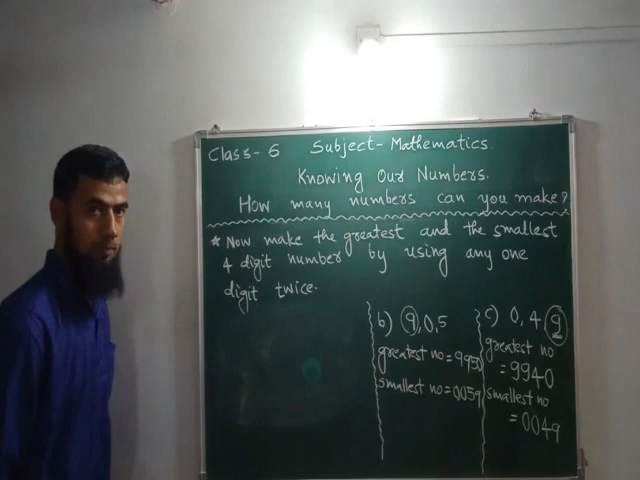 Class- 6 Subject- Mathematics.
Knowing Our Numbers.
How many numbers can you make?
* Now make the greatest and the smallest
4 digit number by using any one
digit twice.
b) 9,0,5
greatest no = 9950
smallest no = 0059
c) 0, 4, 9
greatest no
= 9940
smallest no
= 0049